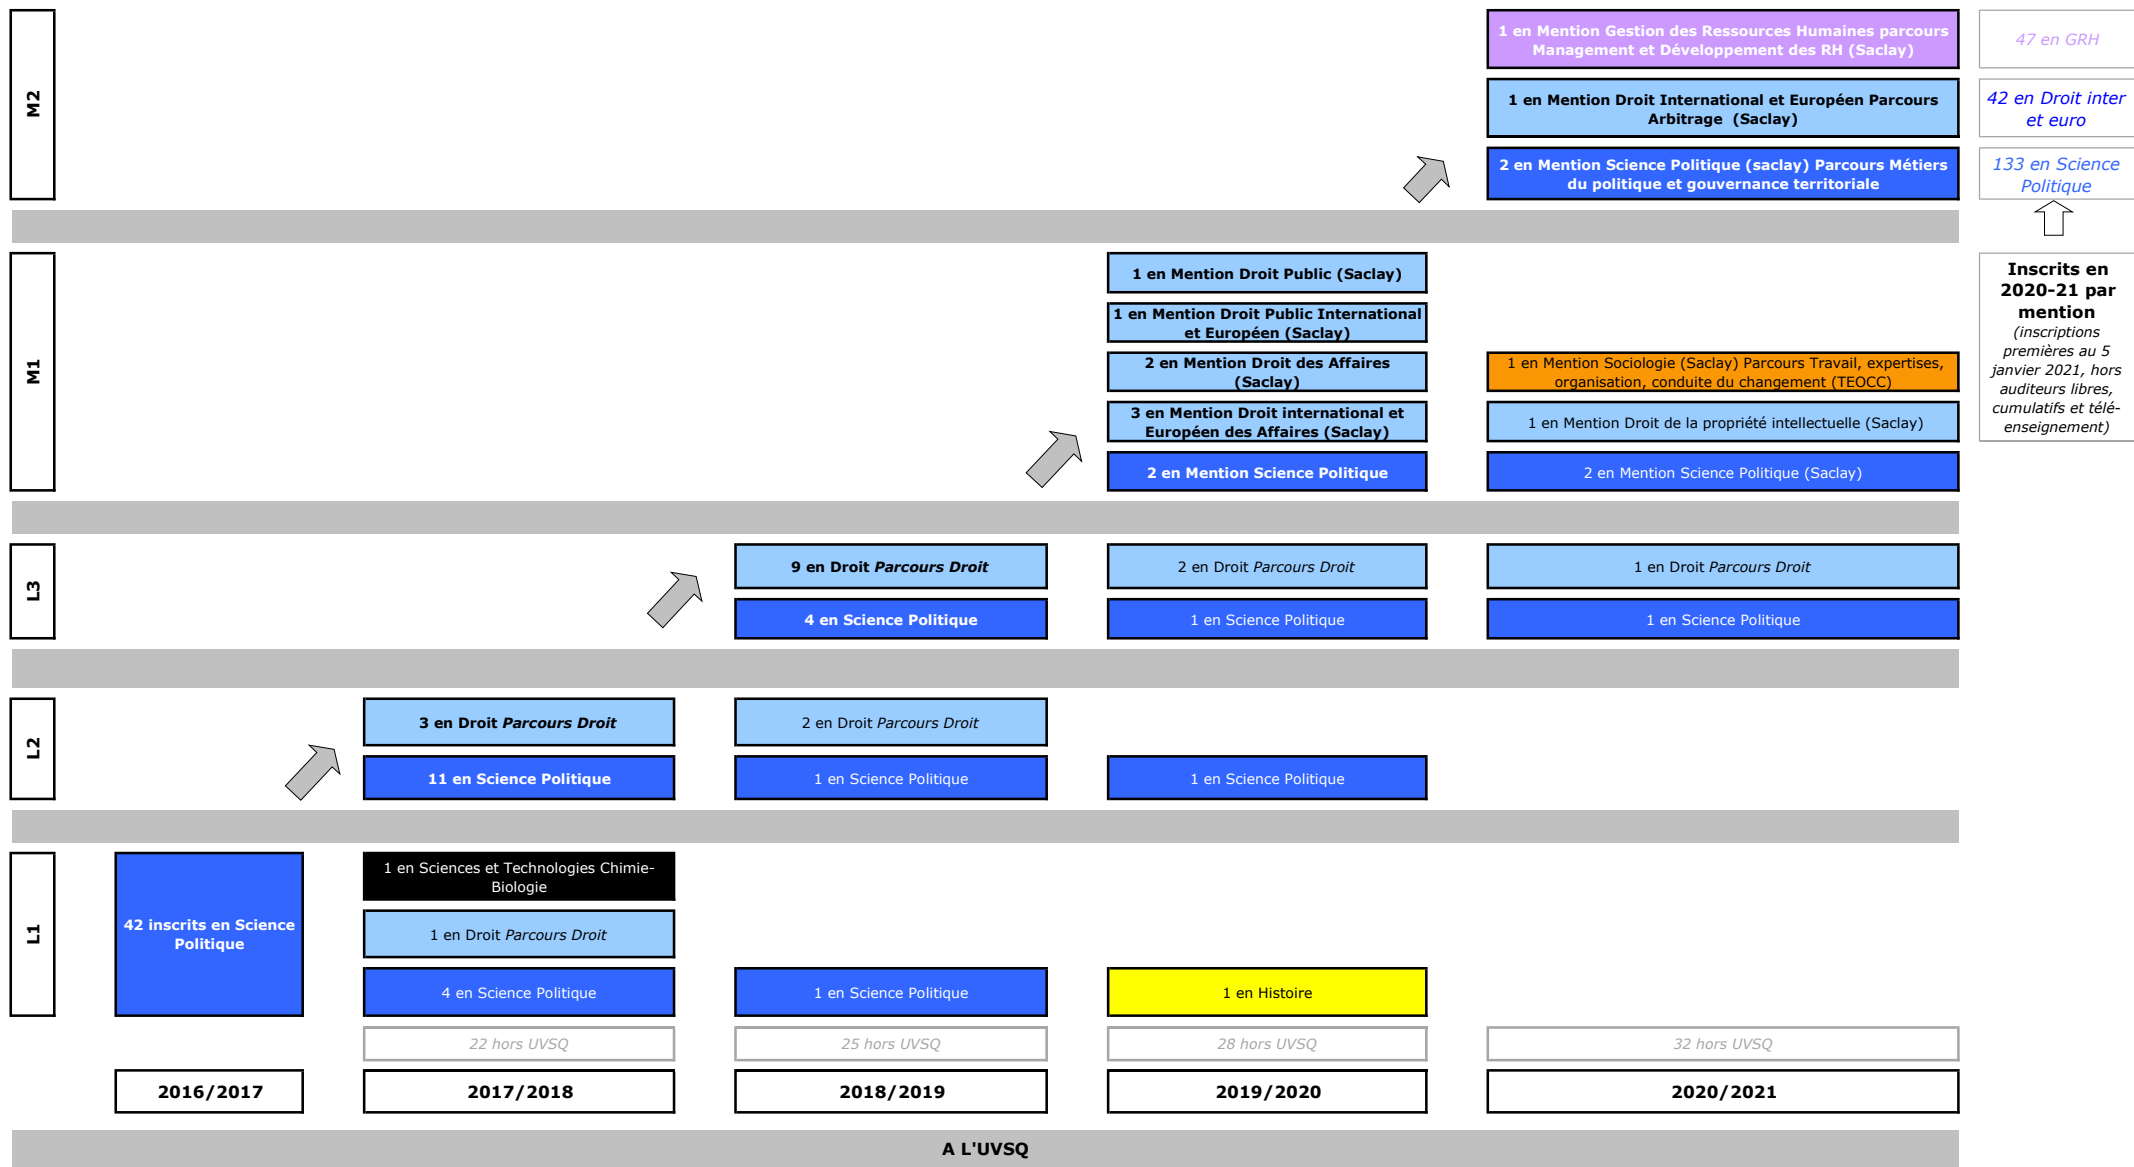 M2
1 en Mention Gestion des Ressources Humaines parcours
Management et Développement des RH (Saclay)
47 en GRH
1 en Mention Droit International et Européen Parcours
Arbitrage (Saclay)
42 en Droit inter
et euro
2 en Mention Science Politique (saclay) Parcours Métiers
du politique et gouvernance territoriale
133 en Science
Politique
M1
1 en Mention Droit Public (Saclay)
1 en Mention Droit Public International
et Européen (Saclay)
2 en Mention Droit des Affaires
(Saclay)
1 en Mention Sociologie (Saclay) Parcours Travail, expertises,
organisation, conduite du changement (TEOCC)
3 en Mention Droit international et
Européen des Affaires (Saclay)
1 en Mention Droit de la propriété intellectuelle (Saclay)
2 en Mention Science Politique
2 en Mention Science Politique (Saclay)
Inscrits en
2020-21 par
mention
(inscriptions
premières au 5
janvier 2021, hors
auditeurs libres,
cumulatifs et télé-
enseignement)
L3
9 en Droit Parcours Droit
2 en Droit Parcours Droit
1 en Droit Parcours Droit
4 en Science Politique
1 en Science Politique
1 en Science Politique
L2
3 en Droit Parcours Droit
2 en Droit Parcours Droit
11 en Science Politique
1 en Science Politique
1 en Science Politique
L1
42 inscrits en Science
Politique
1 en Sciences et Technologies Chimie-
Biologie
1 en Droit Parcours Droit
4 en Science Politique
1 en Science Politique
1 en Histoire
22 hors UVSQ
25 hors UVSQ
28 hors UVSQ
32 hors UVSQ
2016/2017
2017/2018
2018/2019
2019/2020
2020/2021
A L'UVSQ